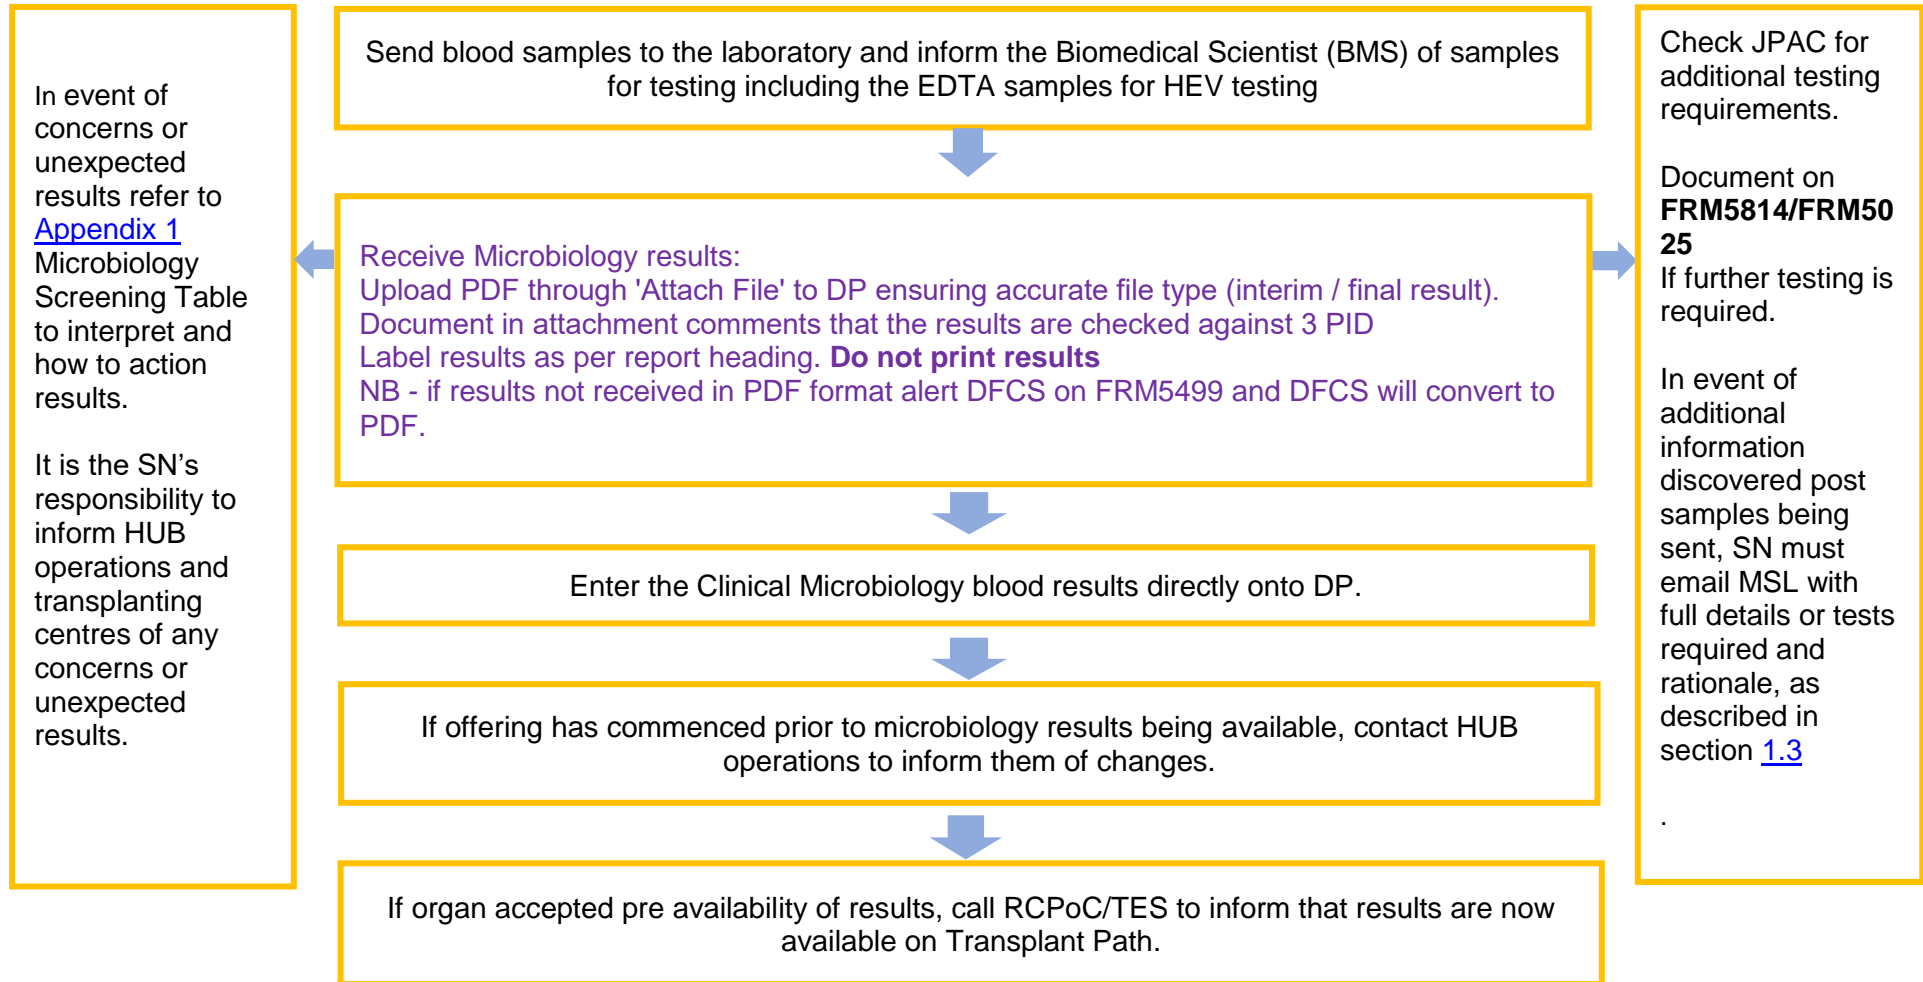 In event of
concerns or
unexpected
results refer to
Appendix 1
Microbiology
Screening Table
to interpret and
how to action
results.
It is the SN’s
responsibility to
inform HUB
operations and
transplanting
centres of any
concerns or
unexpected
results.
Send blood samples to the laboratory and inform the Biomedical Scientist (BMS) of samples
for testing including the EDTA samples for HEV testing
Receive Microbiology results:
Upload PDF through 'Attach File' to DP ensuring accurate file type (interim / final result).
Document in attachment comments that the results are checked against 3 PID
Label results as per report heading. Do not print results
NB - if results not received in PDF format alert DFCS on FRM5499 and DFCS will convert to
PDF.
Enter the Clinical Microbiology blood results directly onto DP.
If offering has commenced prior to microbiology results being available, contact HUB
operations to inform them of changes.
If organ accepted pre availability of results, call RCPoC/TES to inform that results are now
available on Transplant Path.
Check JPAC for
additional testing
requirements.
Document on
FRM5814/FRM50
25
If further testing is
required.
In event of
additional
information
discovered post
samples being
sent, SN must
email MSL with
full details or tests
required and
rationale, as
described in
section 1.3
.